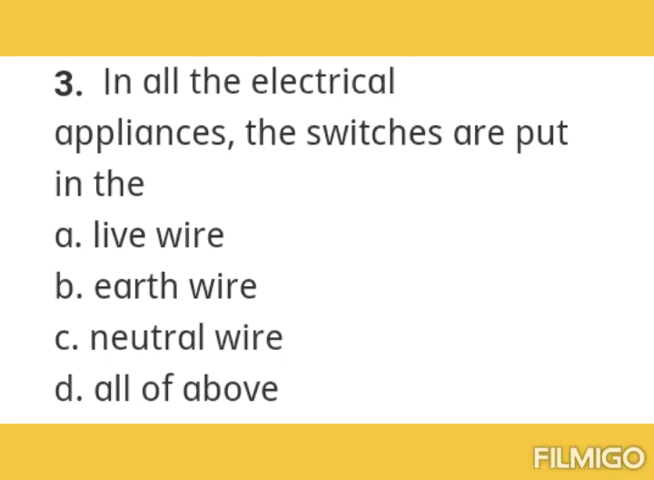 3. In all the electrical
appliances, the switches are put
in the
a. live wire
b. earth wire
c. neutral wire
d. all of above
FILMIGO